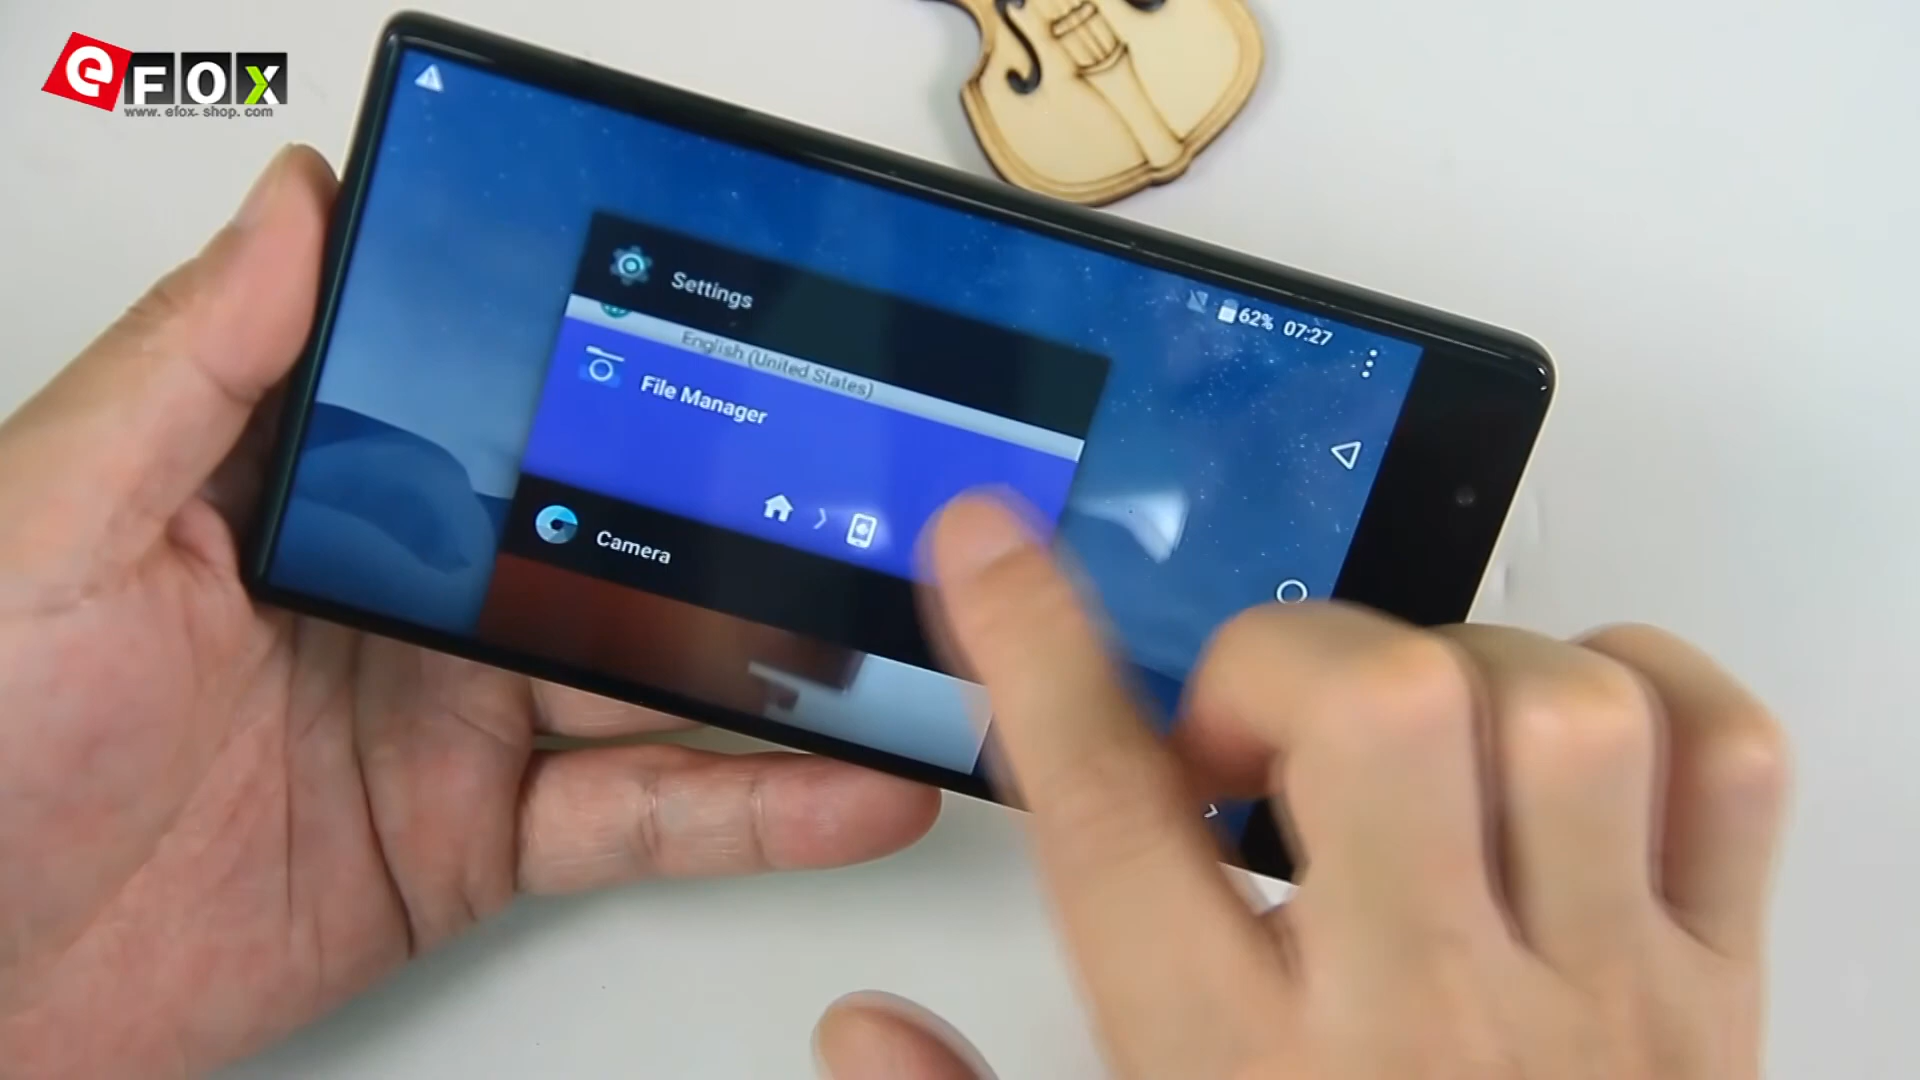 eFOX
www. efox- shop. com
62% 07:27
Settings
English (United States)
File Manager
Camera